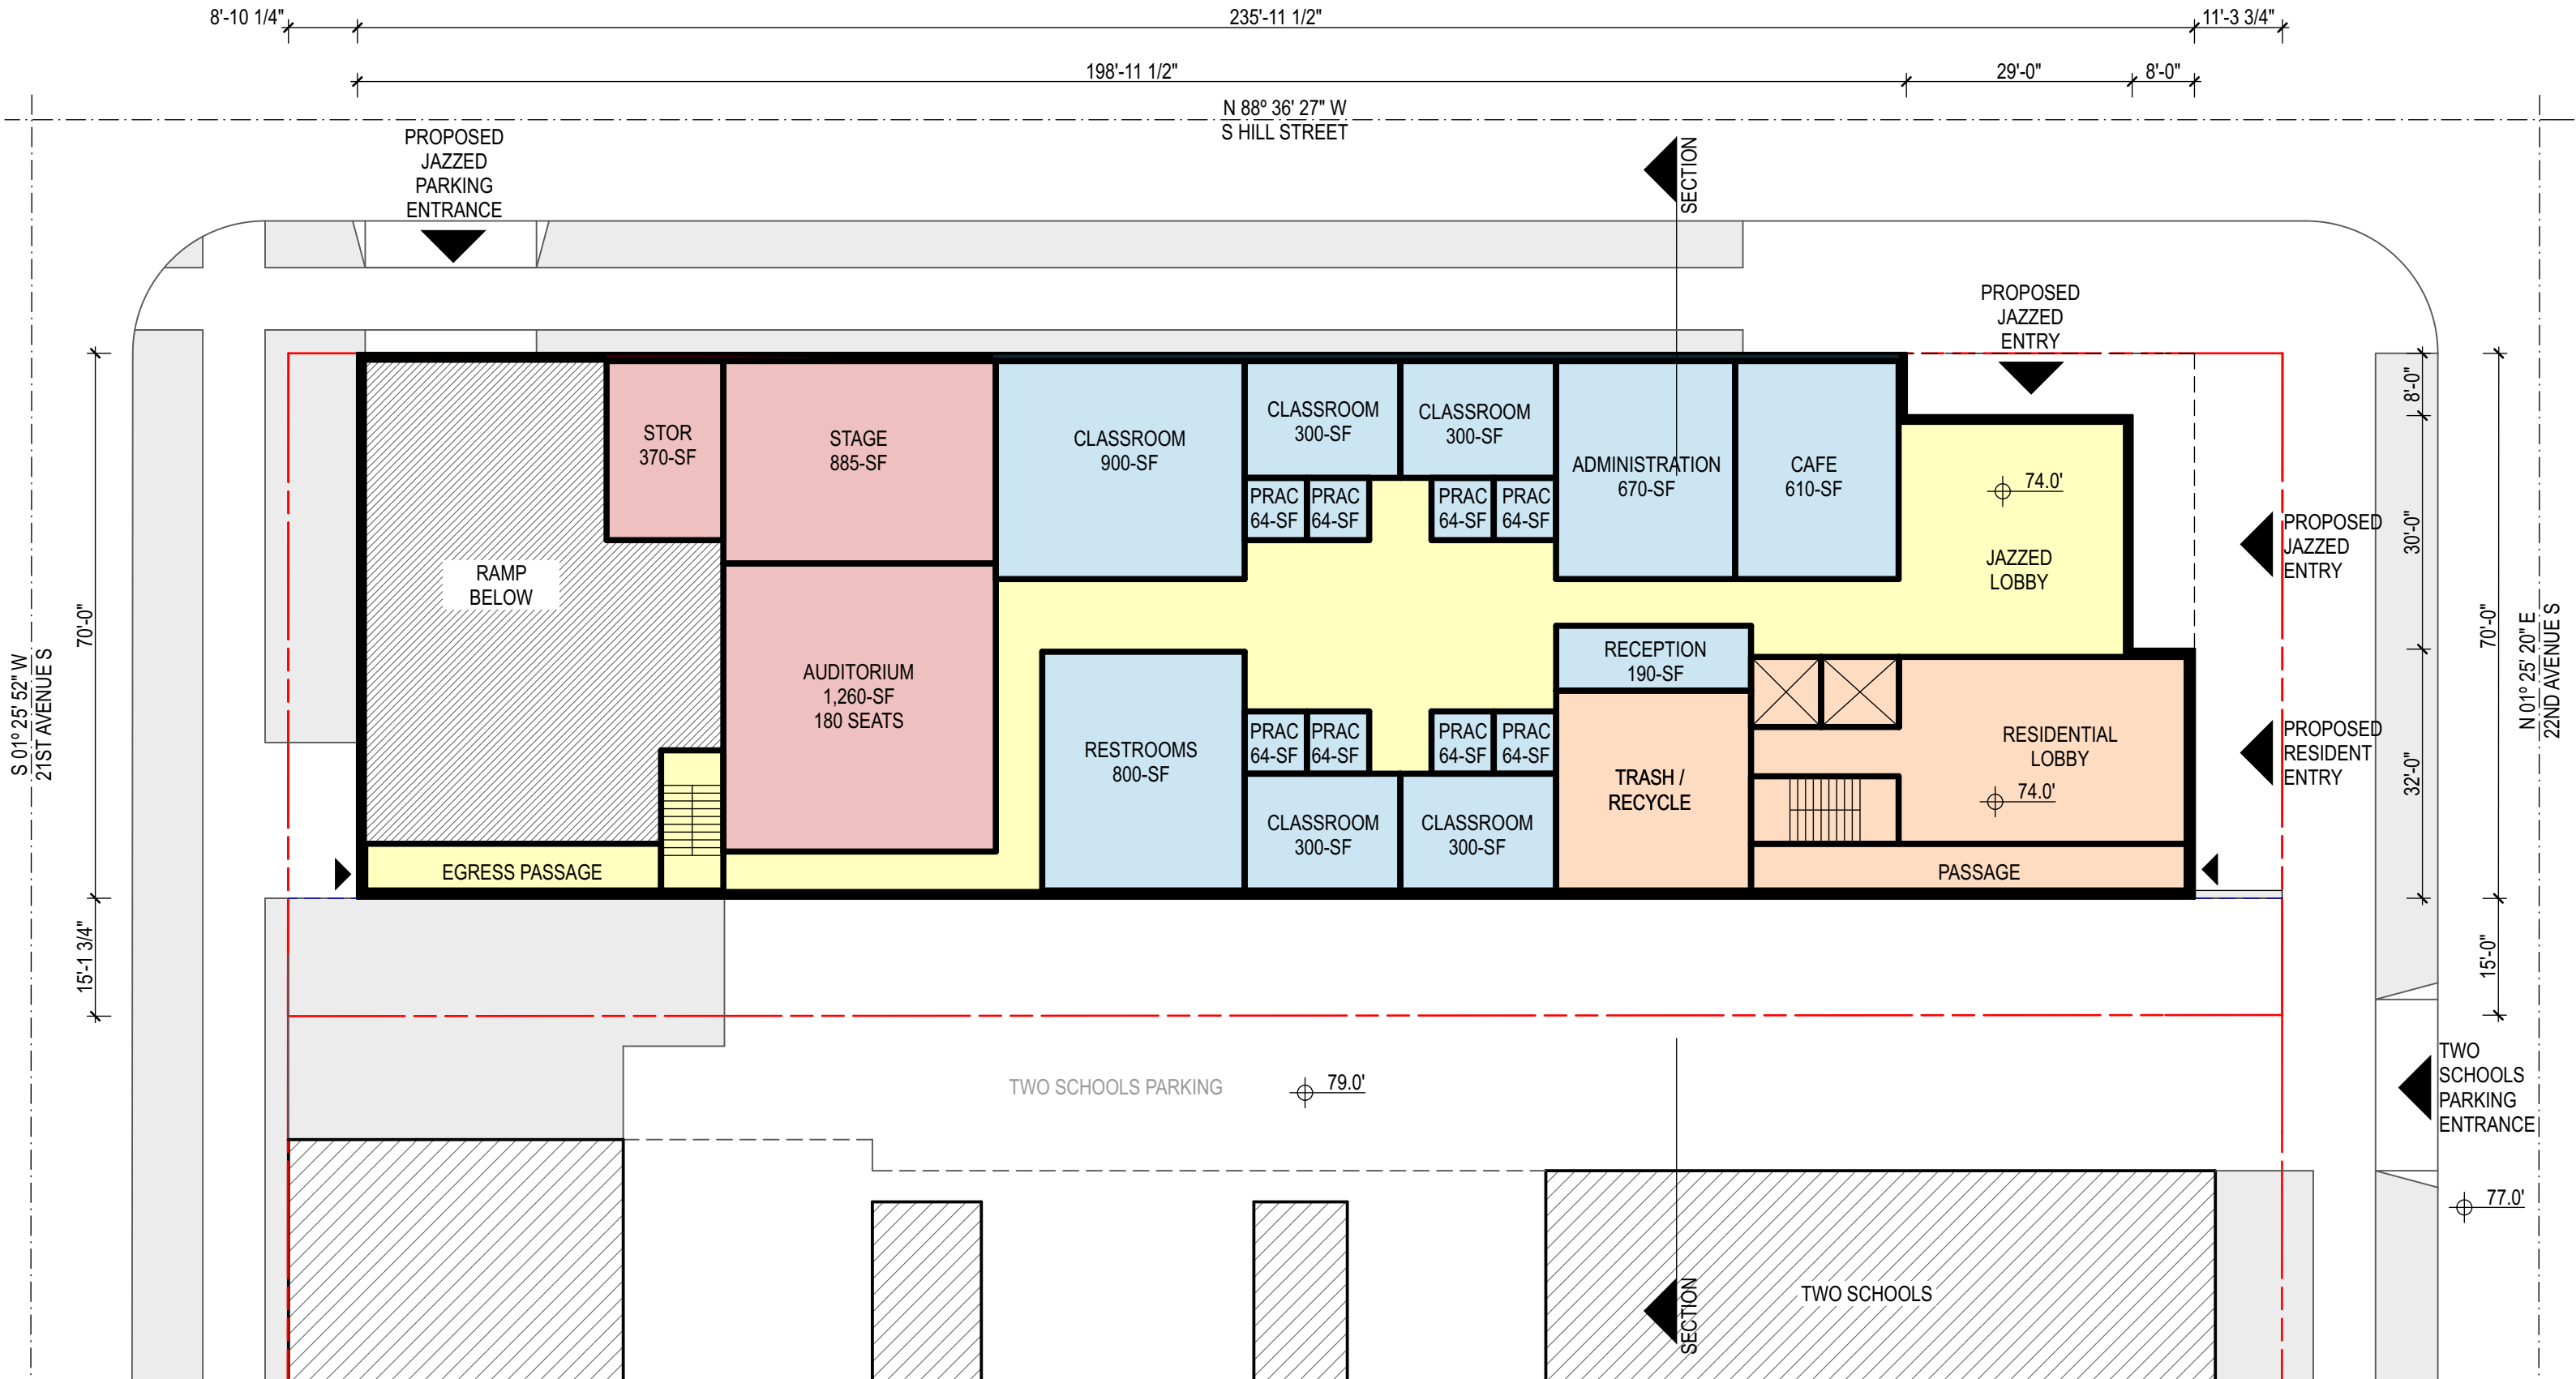 8'-10 1/4"
235'-11 1/2"
11'-3 3/4"
198'-11 1/2"
29'-0"
8'-0"
N 88º 36' 27" W
S HILL STREET
PROPOSED
JAZZED
PARKING
ENTRANCE
SECTION
PROPOSED
JAZZED
ENTRY
STOR
370-SF
STAGE
885-SF
CLASSROOM
900-SF
CLASSROOM
300-SF
CLASSROOM
300-SF
ADMINISTRATION
670-SF
CAFE
610-SF
PRAC
64-SF
PRAC
64-SF
PRAC
64-SF
PRAC
64-SF
74.0'
JAZZED
LOBBY
PROPOSED
JAZZED
ENTRY
8'-0"
30'-0"
32'-0"
70'-0"
15'-0"
N 01º 25' 20" E
22ND AVENUE S
S 01º 25' 52" W
21ST AVENUE S
70'-0"
15'-1 3/4"
RAMP
BELOW
AUDITORIUM
1,260-SF
180 SEATS
RECEPTION
190-SF
RESTROOMS
800-SF
PRAC
64-SF
PRAC
64-SF
PRAC
64-SF
PRAC
64-SF
TRASH /
RECYCLE
RESIDENTIAL
LOBBY
74.0'
PROPOSED
RESIDENT
ENTRY
CLASSROOM
300-SF
CLASSROOM
300-SF
EGRESS PASSAGE
PASSAGE
TWO SCHOOLS PARKING
79.0'
TWO
SCHOOLS
PARKING
ENTRANCE
77.0'
SECTION
TWO SCHOOLS